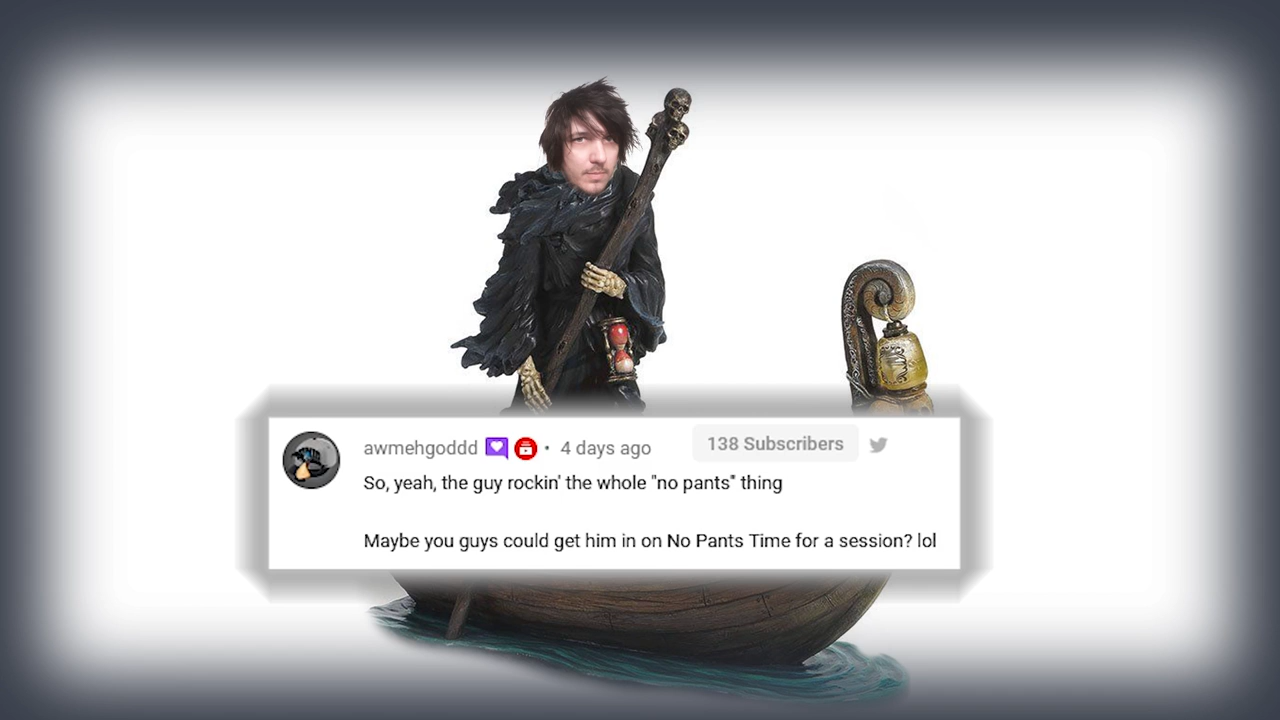 awmehgoddd • 4 days ago 138 Subscribers
So, yeah, the guy rockin' the whole "no pants" thing
Maybe you guys could get him in on No Pants Time for a session? lol